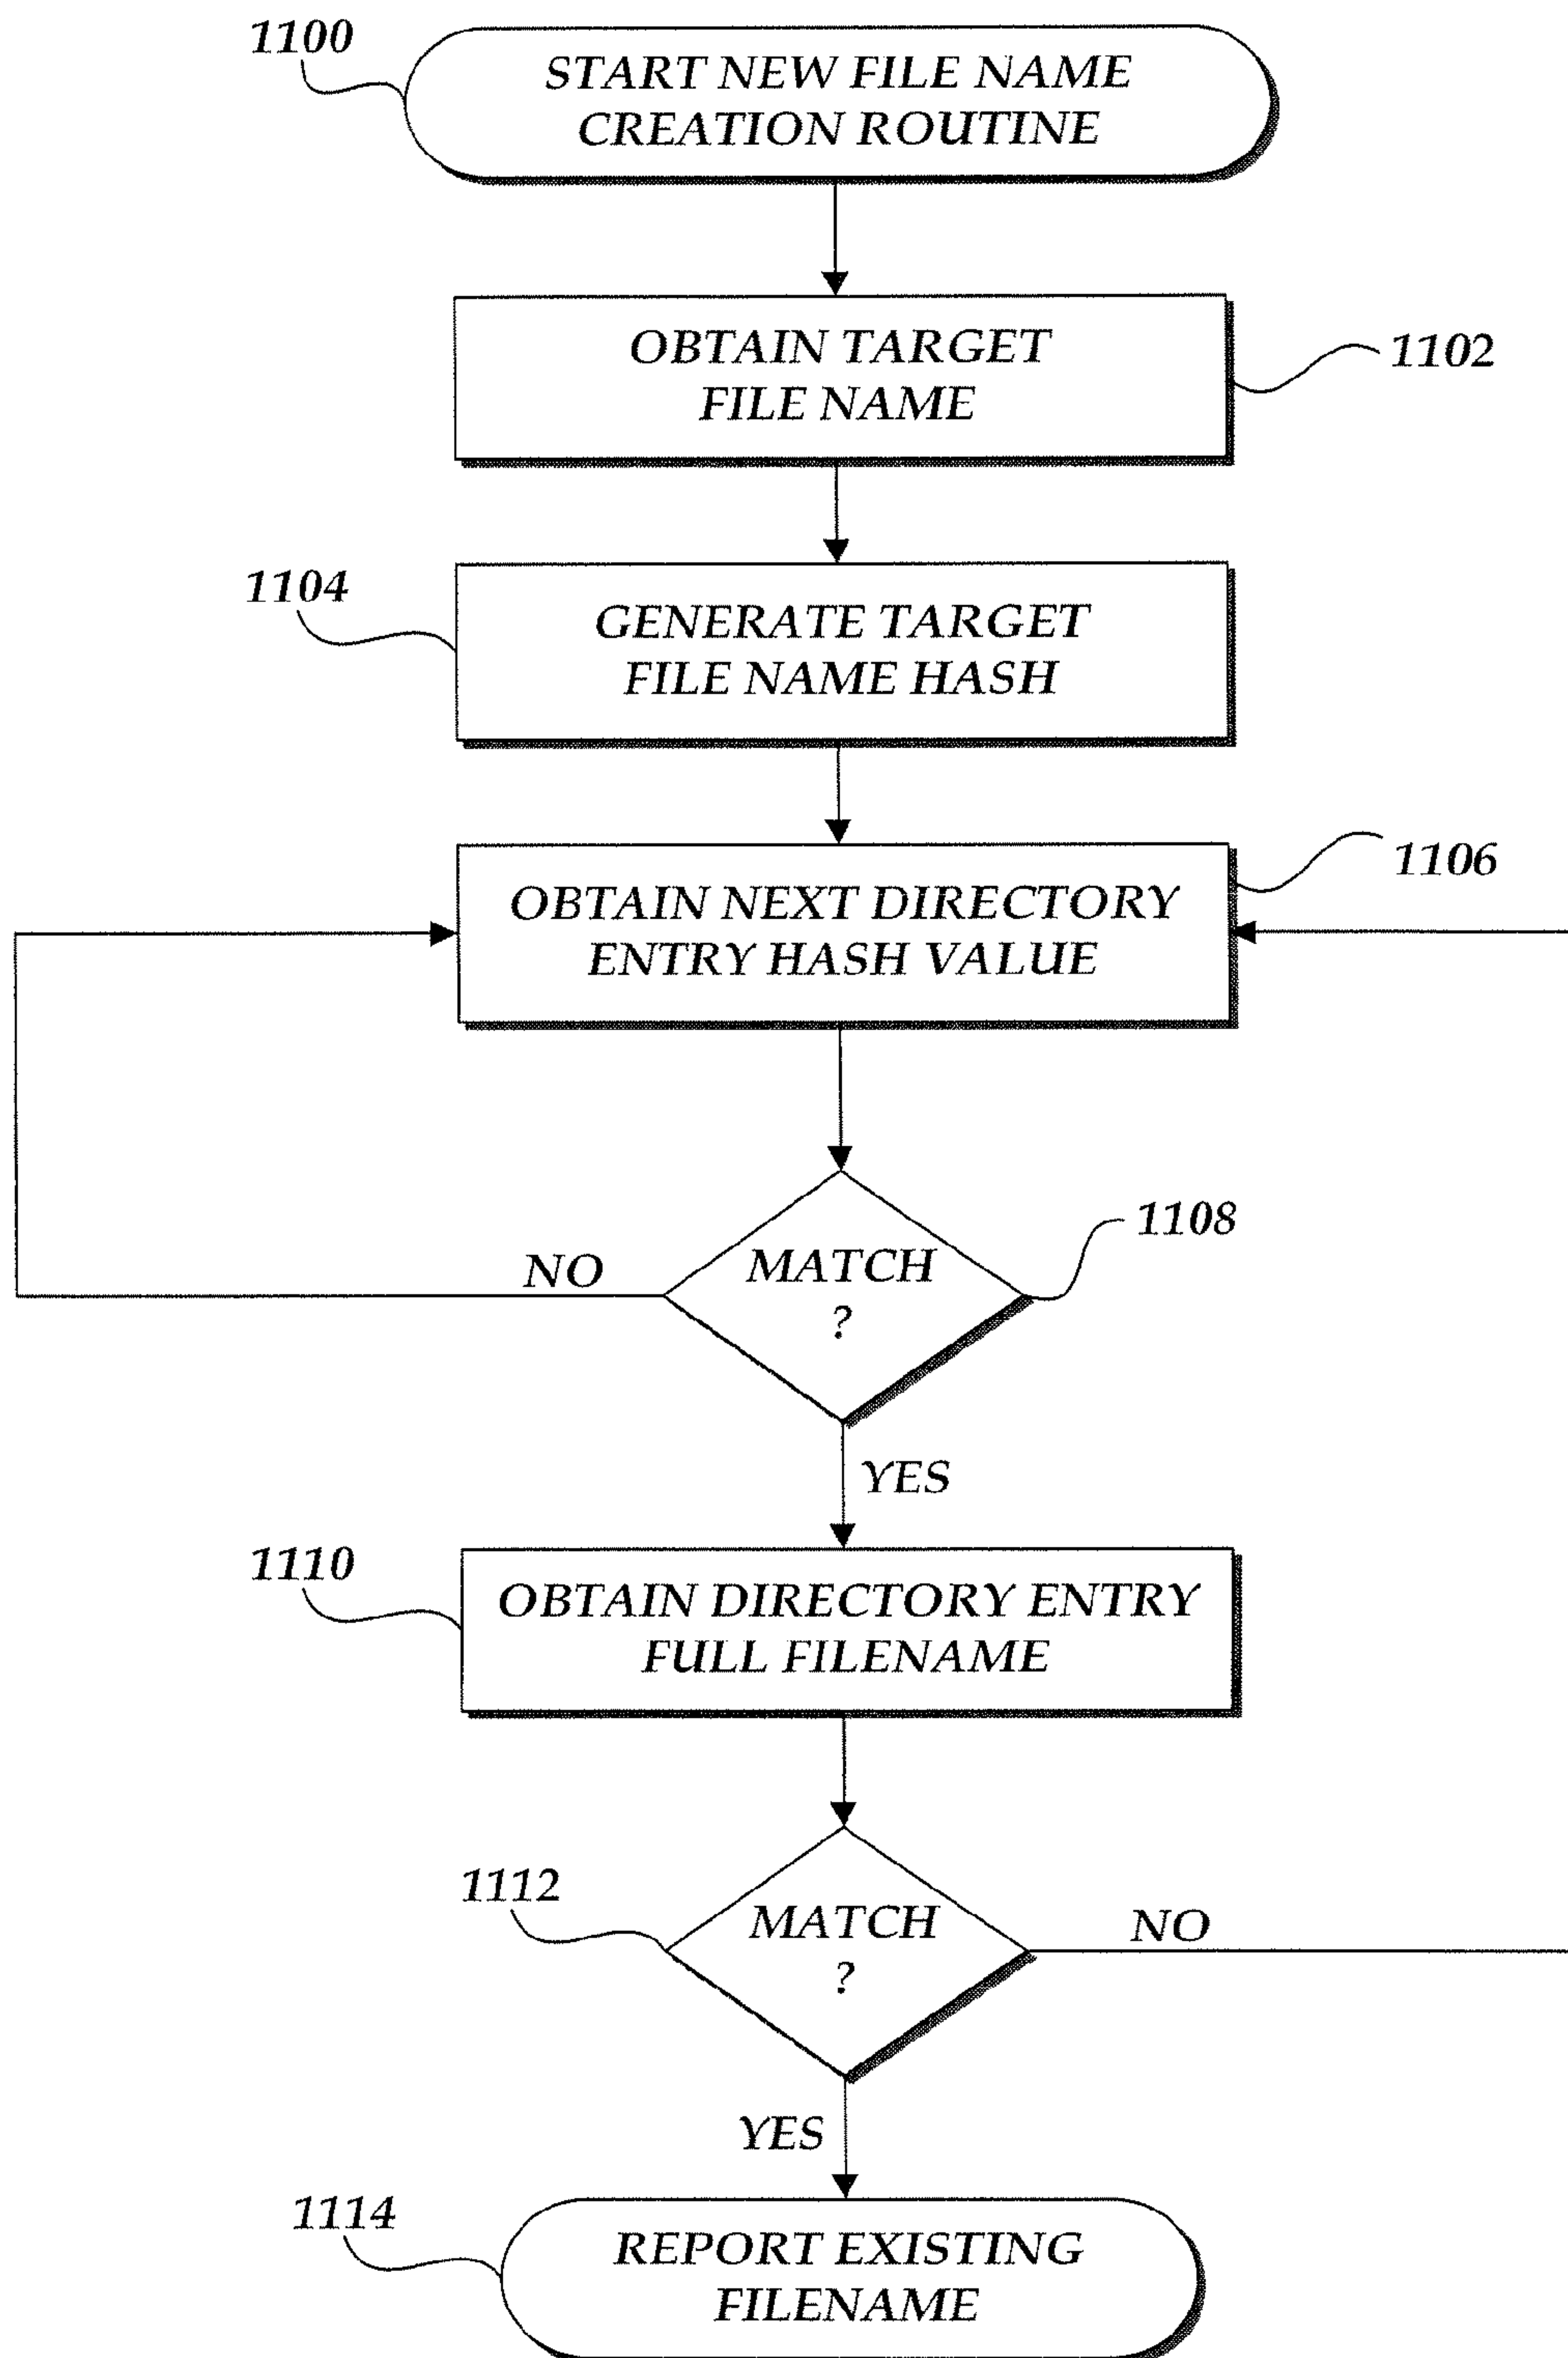 1100
START NEW FILE NAME
CREATION ROUTINE
OBTAIN TARGET
FILE NAME
1102
1104
GENERATE TARGET
FILE NAME HASH
1106
OBTAIN NEXT DIRECTORY
ENTRY HASH VALUE
1108
MATCH
?
NO
YES
1110
OBTAIN DIRECTORY ENTRY
FULL FILENAME
1112
MATCH
?
NO
YES
1114
REPORT EXISTING
FILENAME